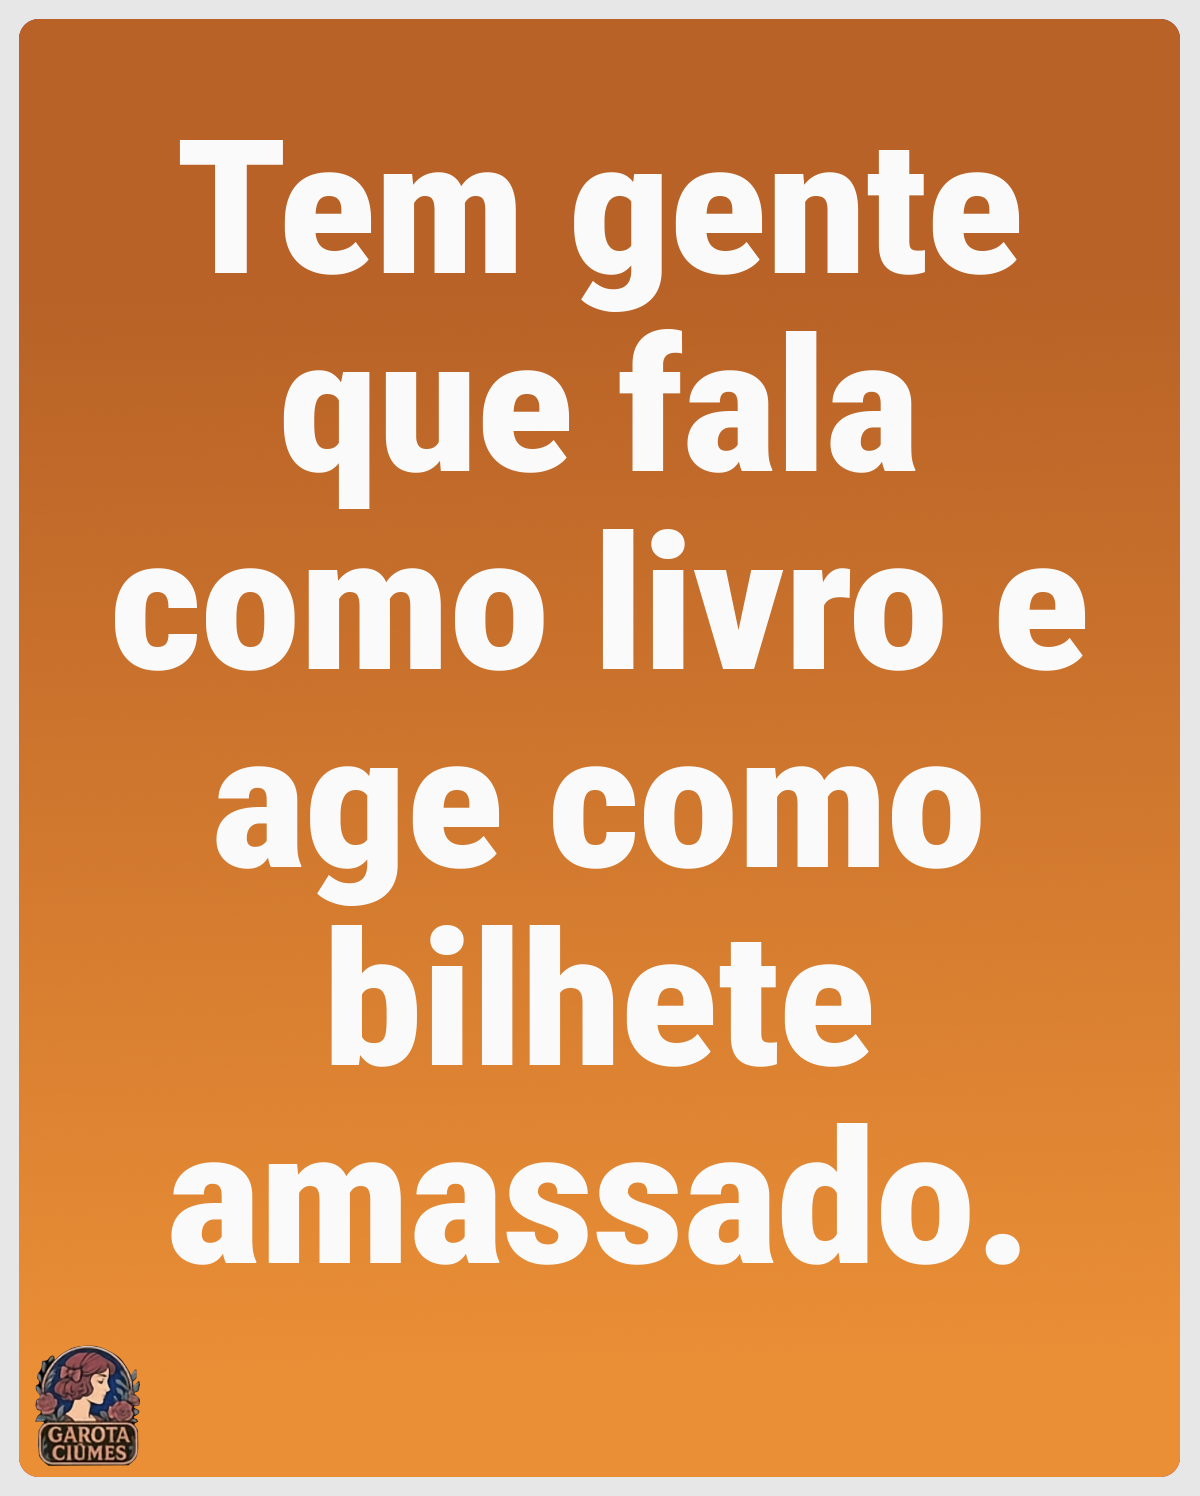 Tem gente
que fala
como livro e
age como
bilhete
amassado.
GAROTA
CIÚMES